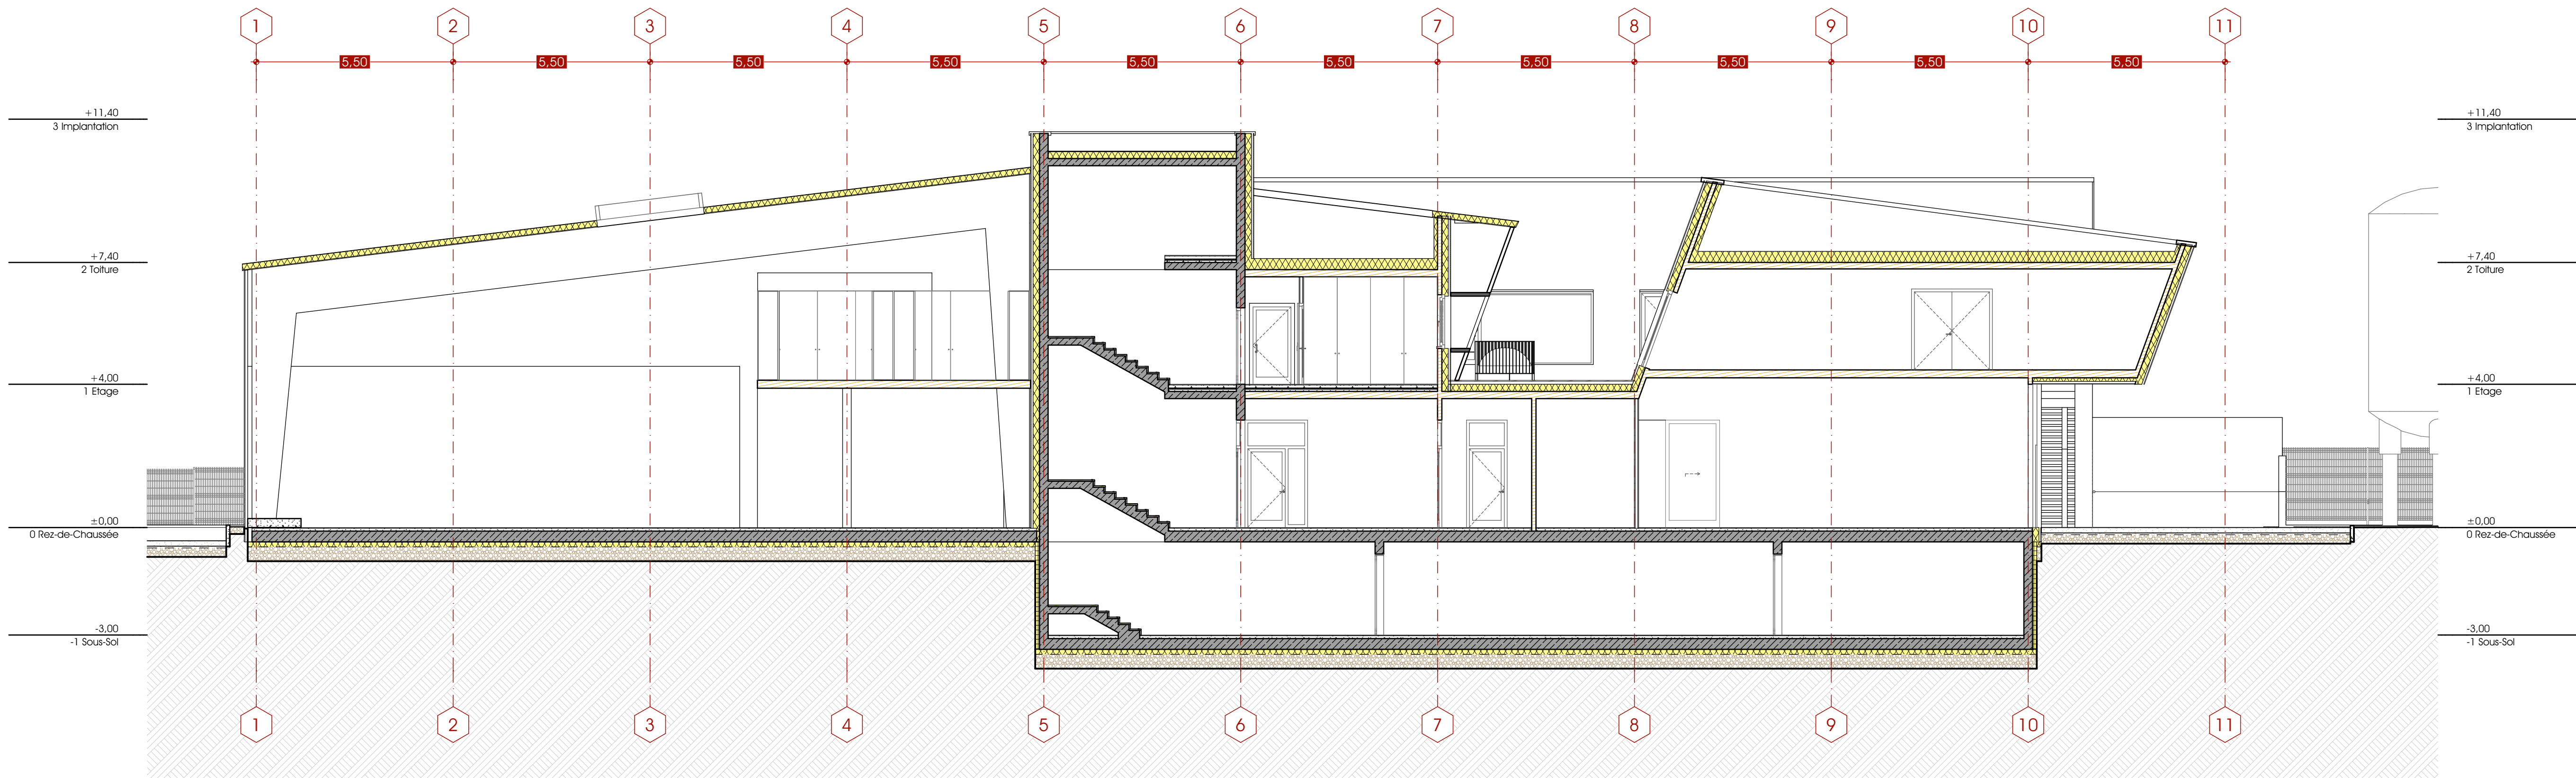 1 2 3 4 5 6 7 8 9 10 11
5,50 5,50 5,50 5,50 5,50 5,50 5,50 5,50 5,50 5,50
+11,40
3 Implantation
+11,40
3 Implantation
+7,40
2 Toiture
+7,40
2 Toiture
+4,00
1 Etage
+4,00
1 Etage
±0,00
0 Rez-de-Chaussée
±0,00
0 Rez-de-Chaussée
-3,00
-1 Sous-Sol
-3,00
-1 Sous-Sol
1 2 3 4 5 6 7 8 9 10 11